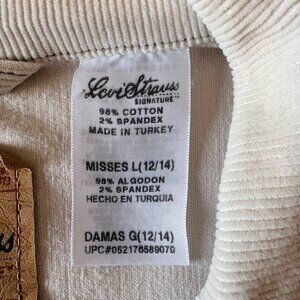 Levi Strauss
SIGNATURE™
98% COTTON
2% SPANDEX
MADE IN TURKEY
MISSES L(12/14)
98% ALGODON
2% SPANDEX
HECHO EN TURQUIA
DAMAS G(12/14)
UPC#052176589070